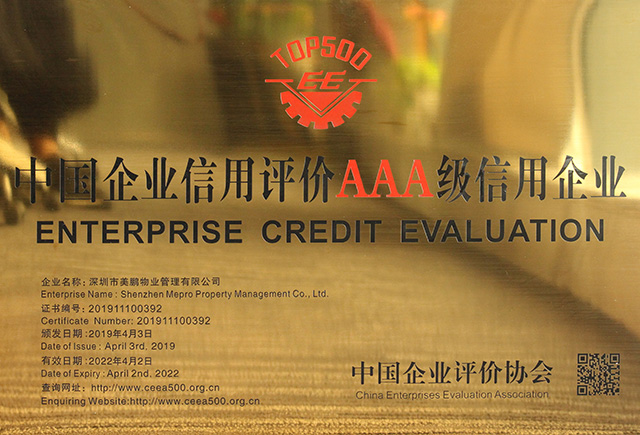 TOP500
EE
中国企业信用评价AAA级信用企业
ENTERPRISE CREDIT EVALUATION
企业名称：深圳市美鹏物业管理有限公司
Enterprise Name : Shenzhen Mepro Property Management Co., Ltd.
证书编号：201911100392
Certificate Number: 201911100392
颁发日期：2019年4月3日
Date of Issue : April 3rd, 2019
有效日期：2022年4月2日
Date of Expiry : April 2nd, 2022
查询网址：http://www.ceea500.org.cn
Enquiring Website:http://www.ceea500.org.cn
中国企业评价协会
China Enterprises Evaluation Association